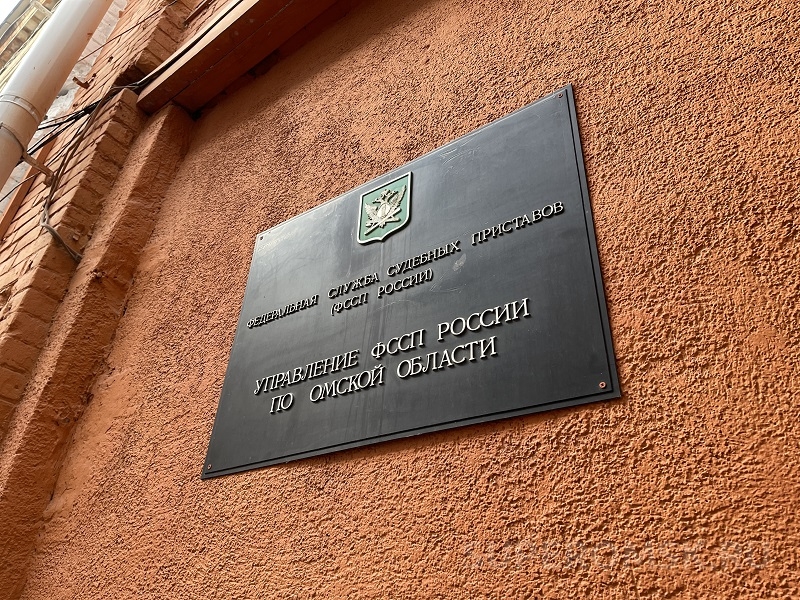 ФЕДЕРАЛЬНАЯ СЛУЖБА СУДЕБНЫХ ПРИСТАВОВ
(ФССП РОССИИ)
УПРАВЛЕНИЕ ФССП РОССИИ
ПО ОМСКОЙ ОБЛАСТИ